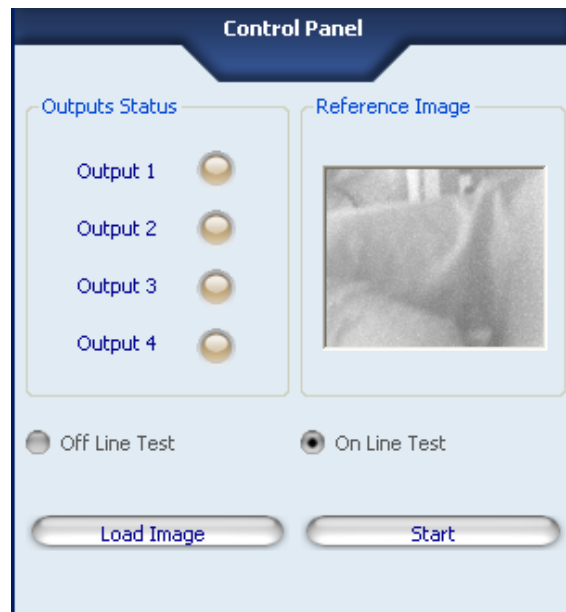 Control Panel
Outputs Status
Output 1
Output 2
Output 3
Output 4
Reference Image
Off Line Test
On Line Test
Load Image
Start